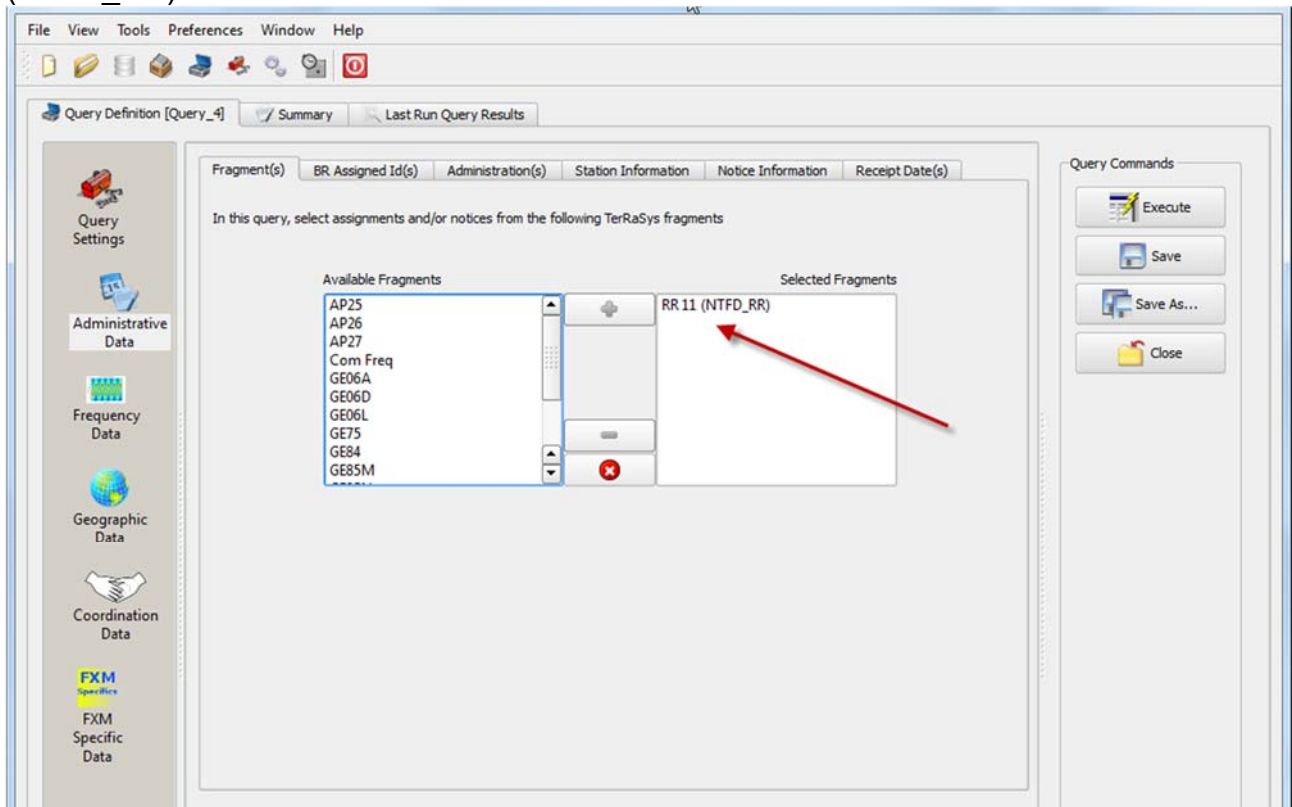 File View Tools Preferences Window Help
Query Definition [Query_4] Summary Last Run Query Results
Fragment(s) BR Assigned Id(s) Administration(s) Station Information Notice Information Receipt Date(s)
In this query, select assignments and/or notices from the following TerRaSys fragments
Available Fragments
AP25
AP26
AP27
Com Freq
GE06A
GE06D
GE06L
GE75
GE84
GE85M
Selected Fragments
RR 11 (NTFD_RR)
Query
Settings
Administrative
Data
Frequency
Data
Geographic
Data
Coordination
Data
FXM
Specifics
FXM
Specific
Data
Query Commands
Execute
Save
Save As...
Close